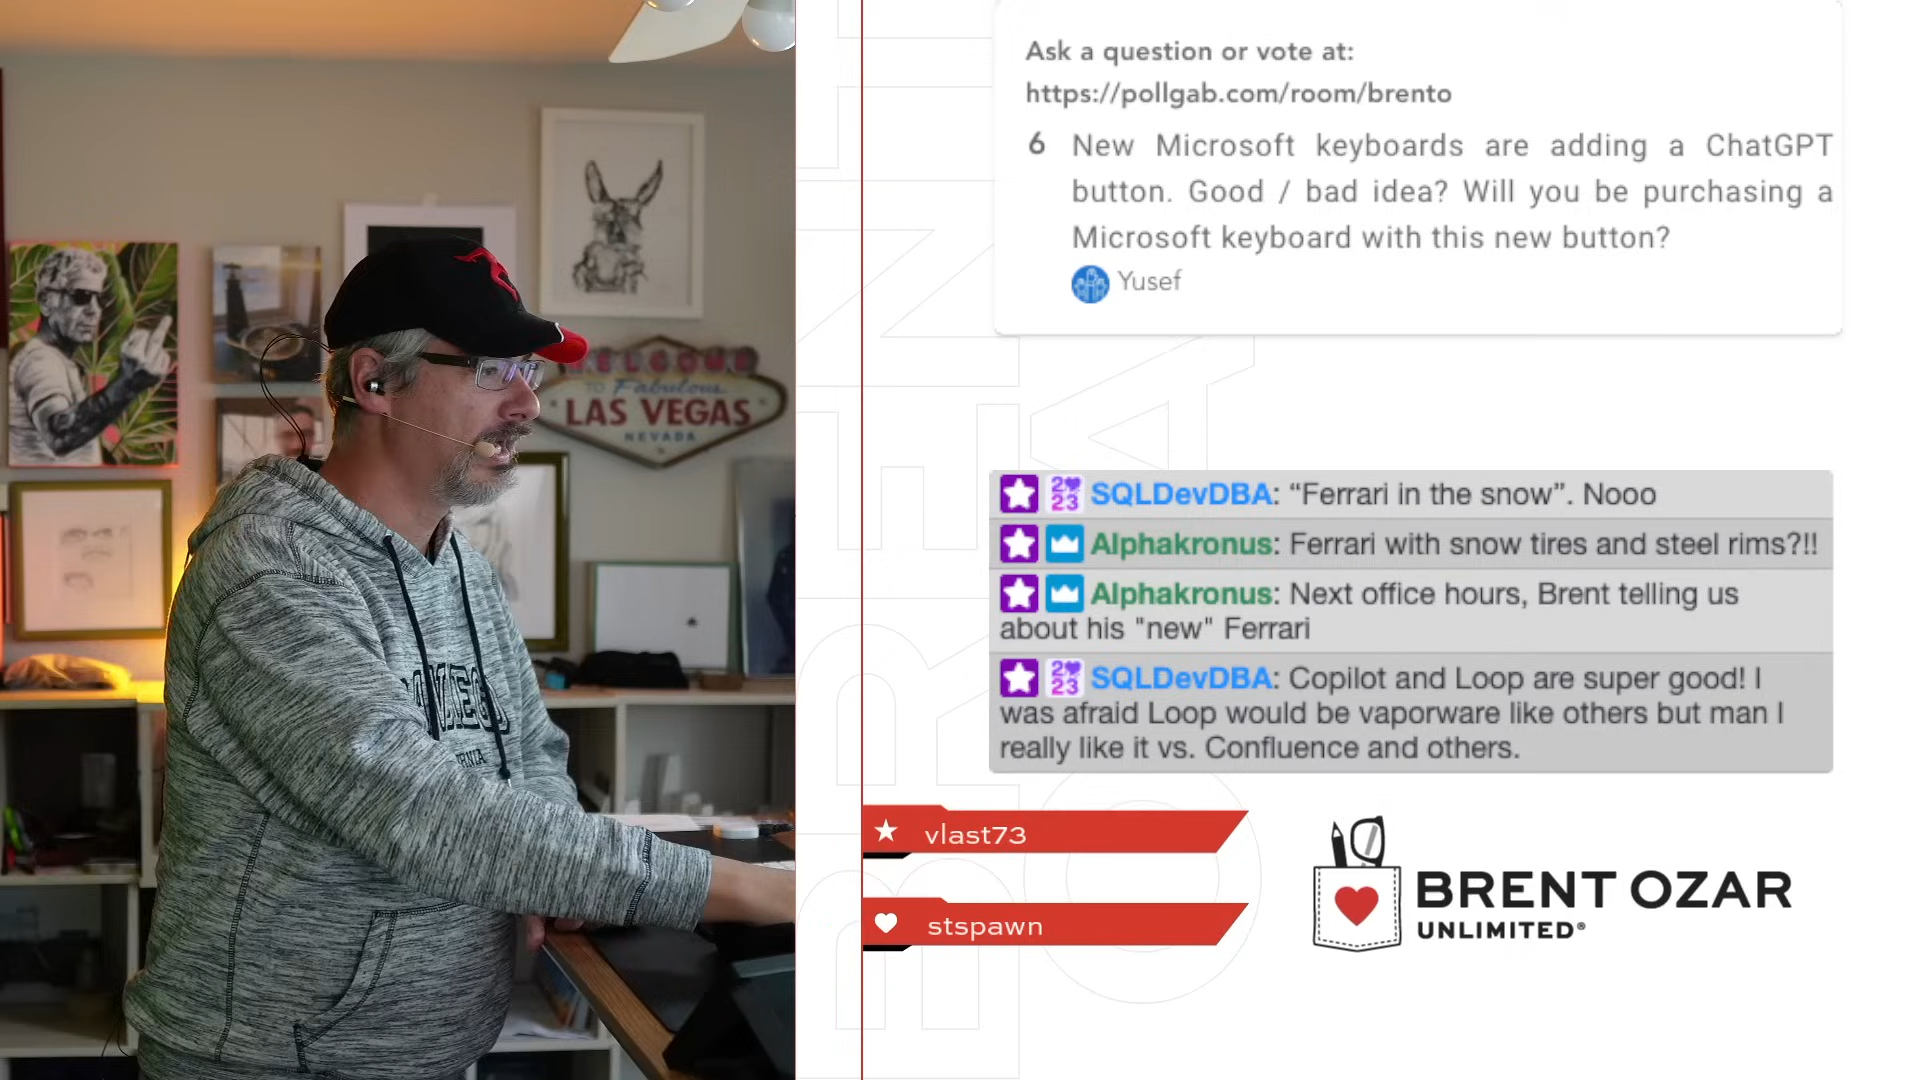 Ask a question or vote at:
https://pollgab.com/room/brento
6 New Microsoft keyboards are adding a ChatGPT
button. Good / bad idea? Will you be purchasing a
Microsoft keyboard with this new button?
Yusef
WELCOME
TO Fabulous
LAS VEGAS
NEVADA
2023 SQLDevDBA: “Ferrari in the snow”. Nooo
Alphakronus: Ferrari with snow tires and steel rims?!!
Alphakronus: Next office hours, Brent telling us
about his "new" Ferrari
2023 SQLDevDBA: Copilot and Loop are super good! I
was afraid Loop would be vaporware like others but man I
really like it vs. Confluence and others.
vlast73
stspawn
BRENT OZAR
UNLIMITED®